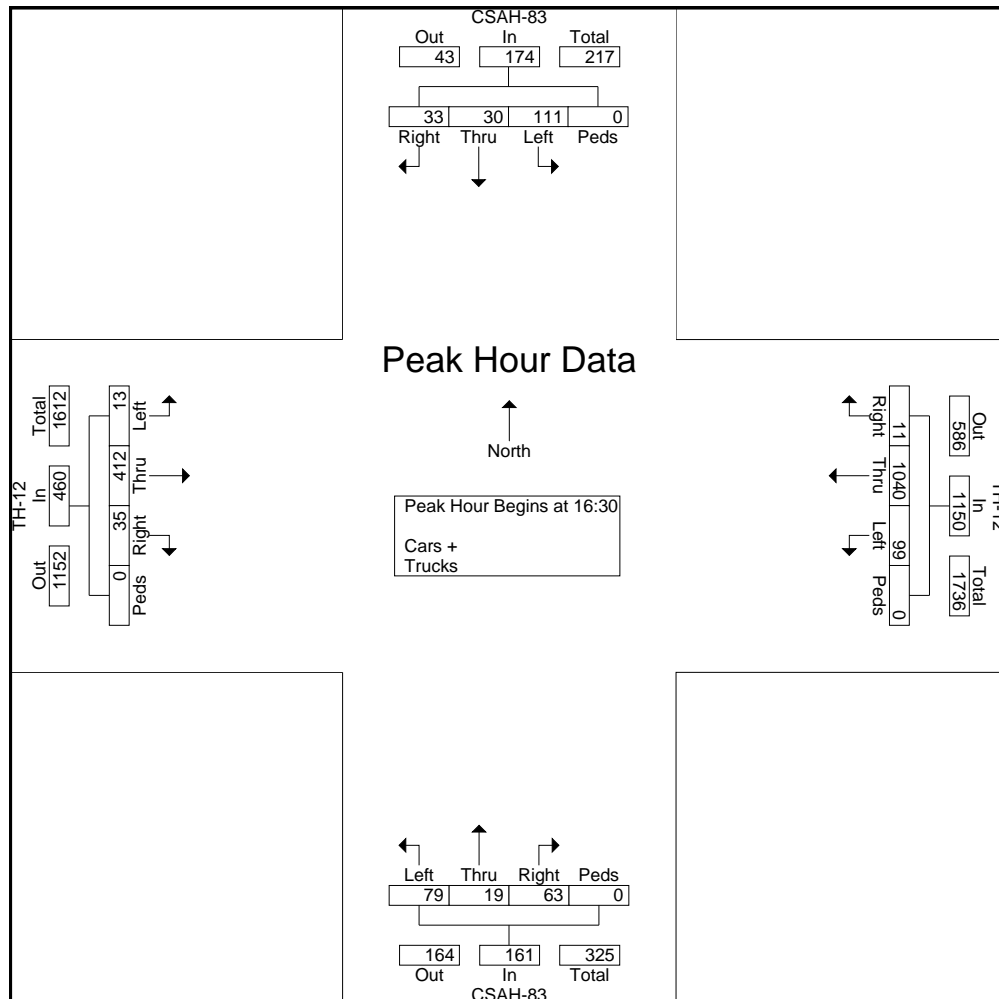 CSAH-83
Out In Total
43 174 217
33 30 111 0
Right Thru Left Peds
Peak Hour Data
North
Peak Hour Begins at 16:30
Cars +
Trucks
TH-12
Total In Out
1612 460 1152
13 412 35 0
Left Thru Right Peds
Right Thru Left Peds
11 1040 99 0
586 1150 1736
Out In Total
TH-12
Left Thru Right Peds
79 19 63 0
164 161 325
Out In Total
CSAH-83